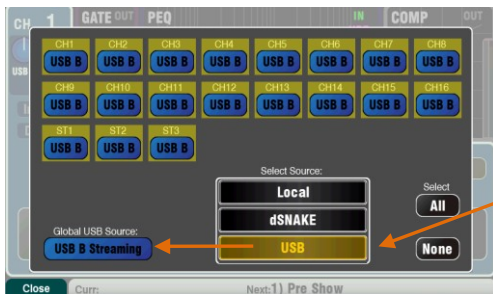 CH 1 GATE OUT PEQ IN COMP OUT
CH1 CH2 CH3 CH4 CH5 CH6 CH7 CH8
USB B USB B USB B USB B USB B USB B USB B USB B
CH9 CH10 CH11 CH12 CH13 CH14 CH15 CH16
USB B USB B USB B USB B USB B USB B USB B USB B
ST1 ST2 ST3
USB B USB B USB B
Select Source:
Local
Select
All
dSNAKE
Global USB Source:
USB B Streaming
USB
None
Close Curr: Next:1) Pre Show